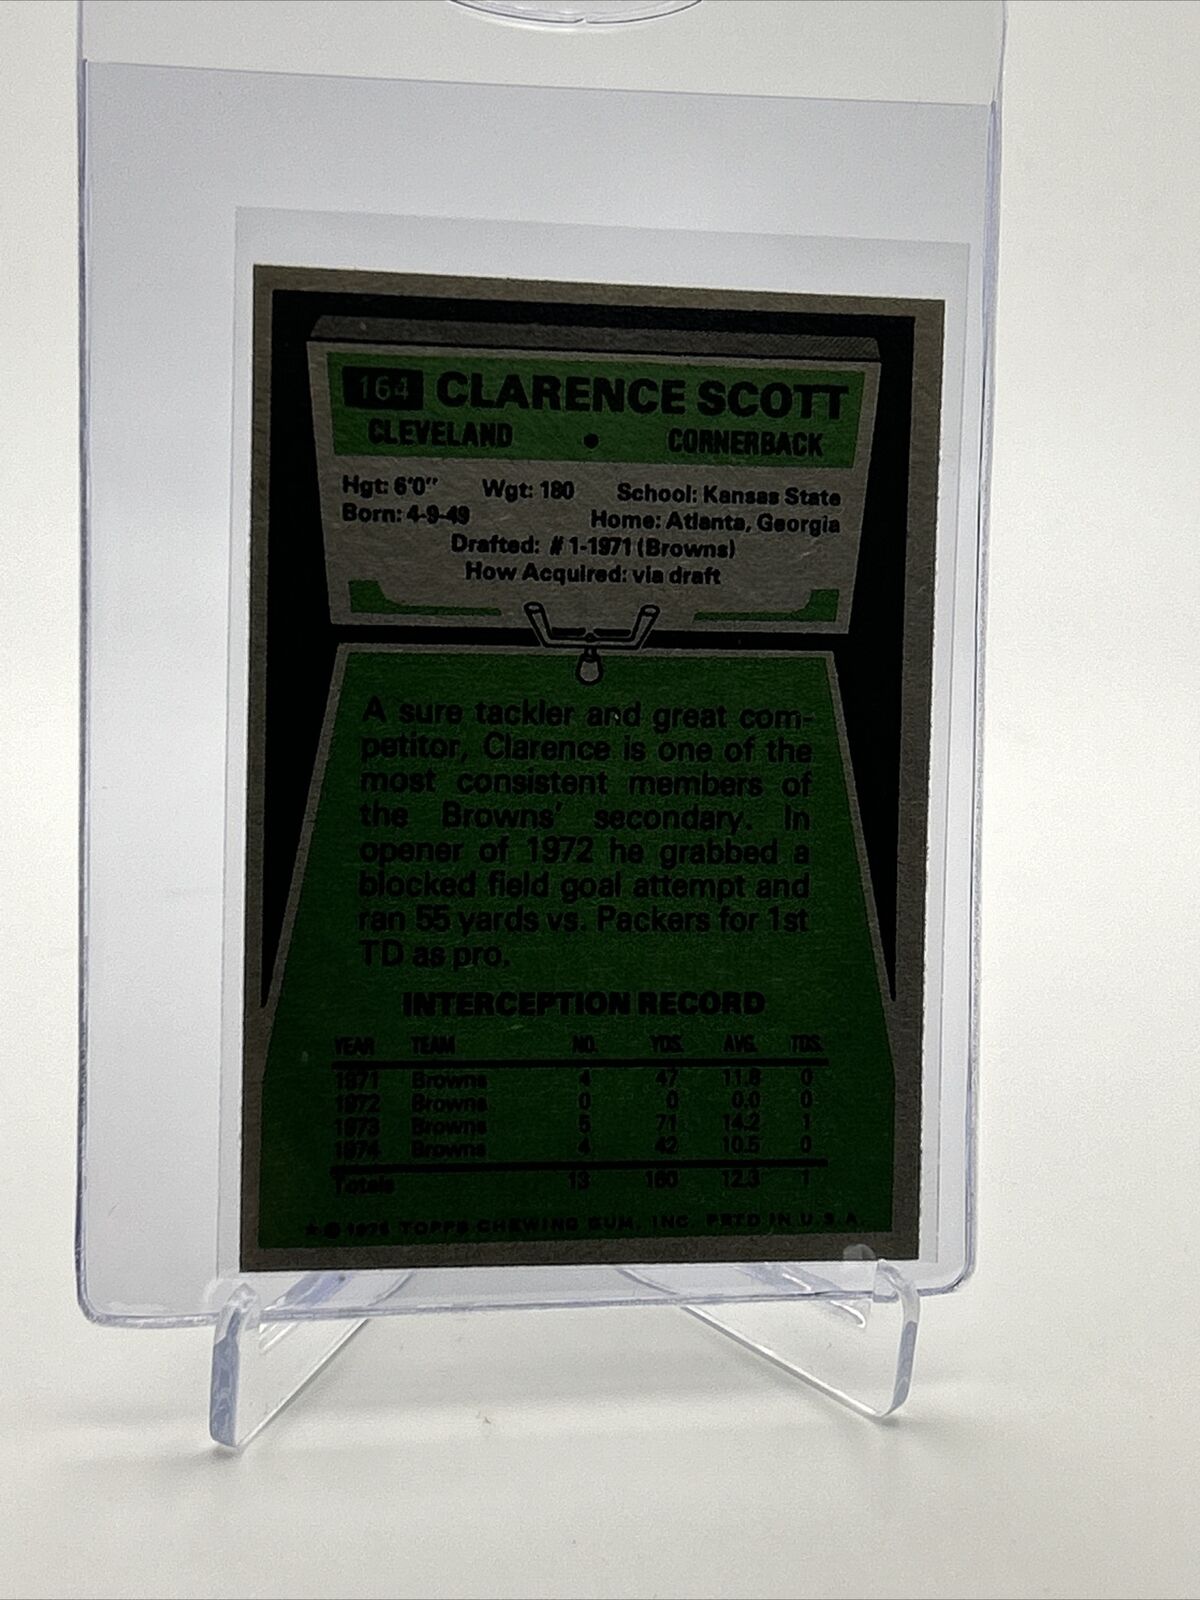 164 CLARENCE SCOTT
CLEVELAND • CORNERBACK
Hgt: 6'0" Wgt: 180 School: Kansas State
Born: 4-9-49 Home: Atlanta, Georgia
Drafted: # 1-1971 (Browns)
How Acquired: via draft
A sure tackler and great com-
petitor, Clarence is one of the
most consistent members of
the Browns' secondary. In
opener of 1972 he grabbed a
blocked field goal attempt and
ran 55 yards vs. Packers for 1st
TD as pro.
INTERCEPTION RECORD
YEAR TEAM NO. YDS. AVG. TDS.
1971 Browns 4 47 11.8 0
1972 Browns 0 0 0.0 0
1973 Browns 5 71 14.2 1
1974 Browns 4 42 10.5 0
Totals 13 160 12.3 1
★ © 1975 TOPPS CHEWING GUM, INC. PRTD IN U.S.A.